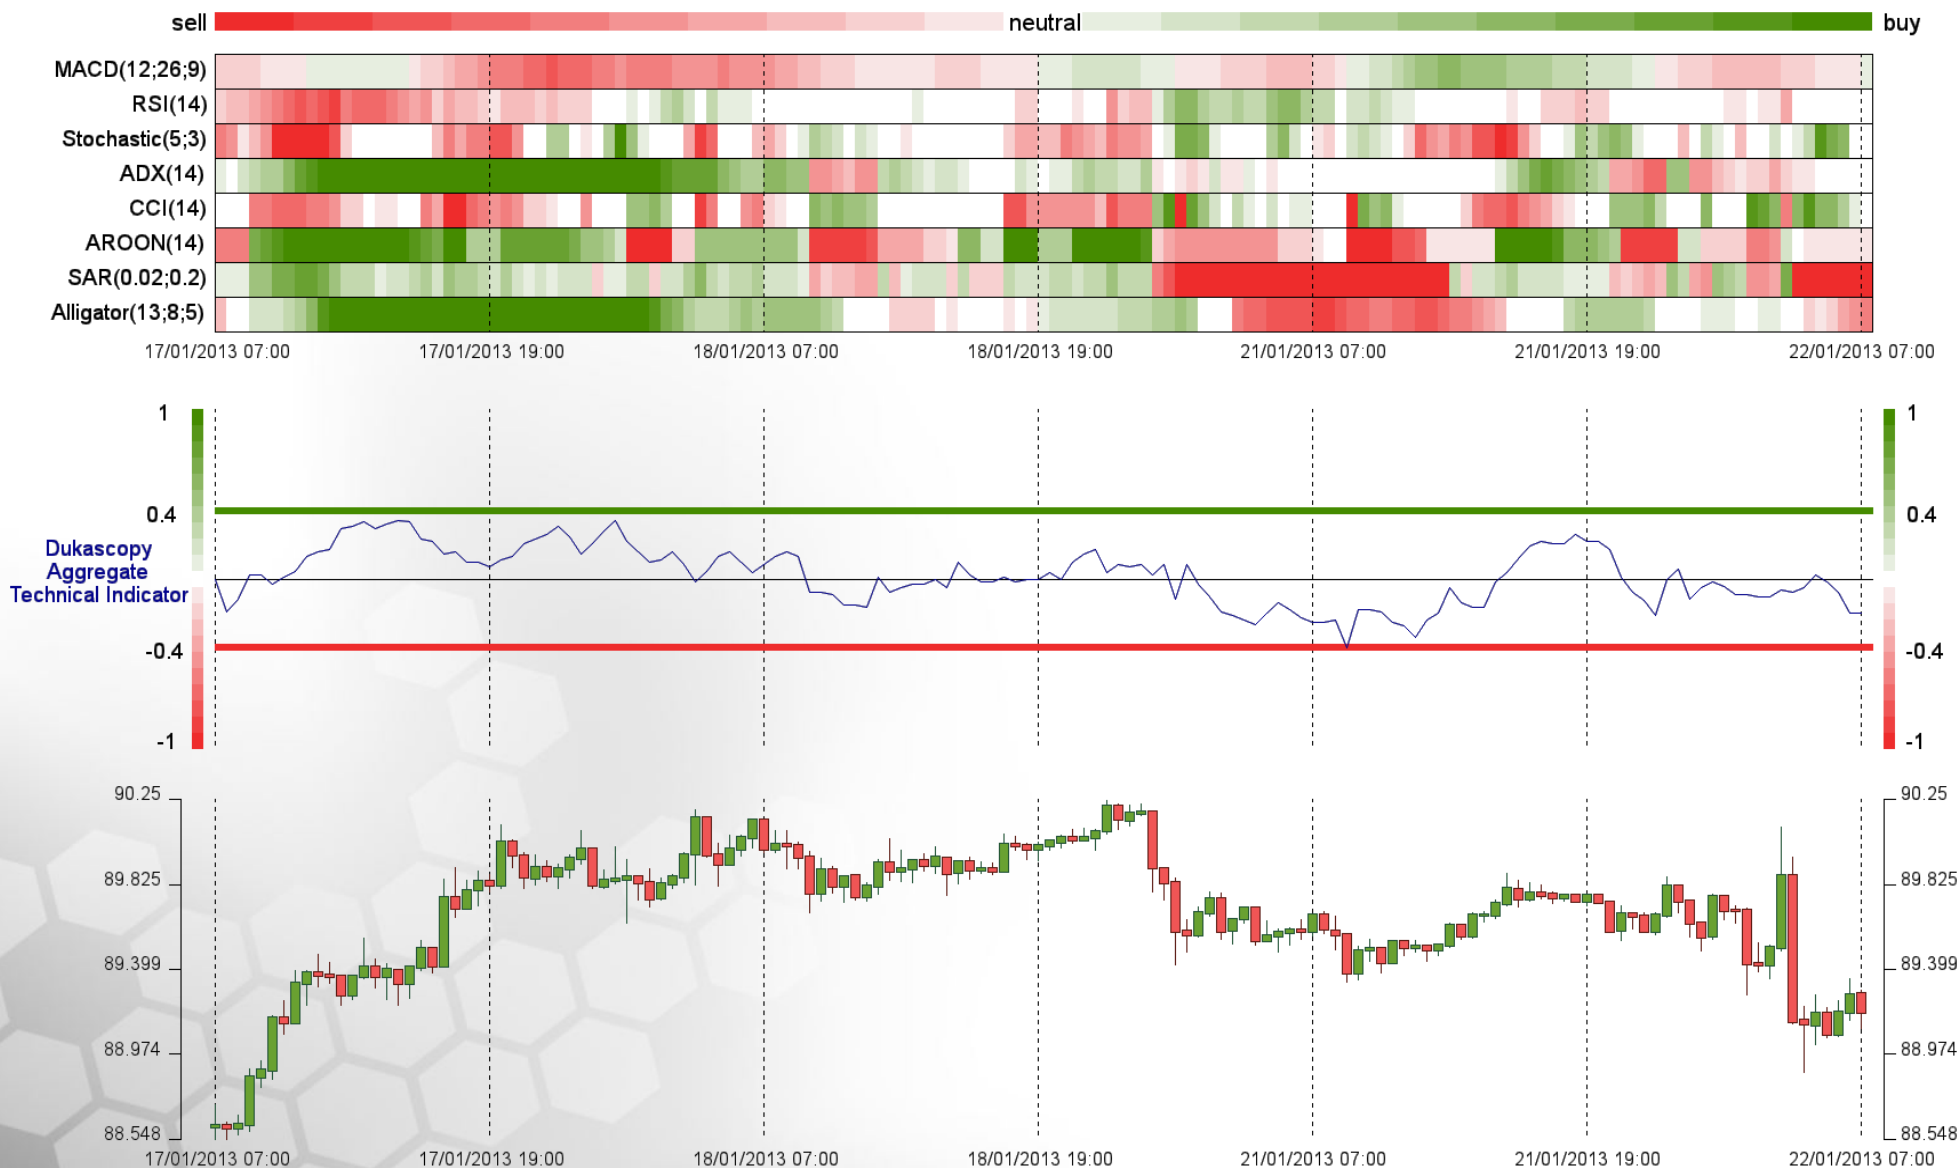 sell neutral buy
MACD(12;26;9)
RSI(14)
Stochastic(5;3)
ADX(14)
CCI(14)
AROON(14)
SAR(0.02;0.2)
Alligator(13;8;5)
17/01/2013 07:00 17/01/2013 19:00 18/01/2013 07:00 18/01/2013 19:00 21/01/2013 07:00 21/01/2013 19:00 22/01/2013 07:00
1 1
0.4 0.4
Dukascopy
Aggregate
Technical Indicator
-0.4 -0.4
-1 -1
90.25 90.25
89.825 89.825
89.399 89.399
88.974 88.974
88.548 88.548
17/01/2013 07:00 17/01/2013 19:00 18/01/2013 07:00 18/01/2013 19:00 21/01/2013 07:00 21/01/2013 19:00 22/01/2013 07:00